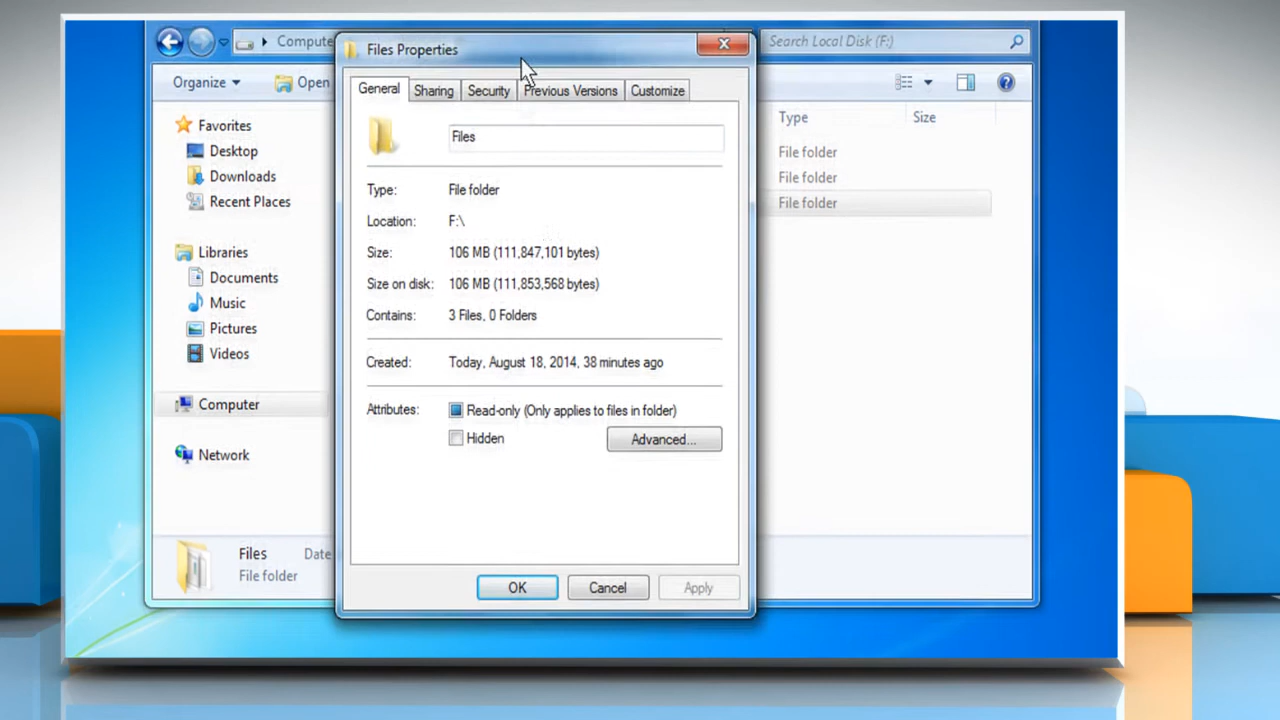 Compute
Search Local Disk (F:)
Files Properties
Organize
Open
General
Sharing
Security
Previous Versions
Customize
Type
Size
Favorites
Desktop
Downloads
Recent Places
Libraries
Documents
Music
Pictures
Videos
Computer
Network
Files
Type: File folder
Location: F:\
Size: 106 MB (111,847,101 bytes)
Size on disk: 106 MB (111,853,568 bytes)
Contains: 3 Files, 0 Folders
Created: Today, August 18, 2014, 38 minutes ago
Attributes: Read-only (Only applies to files in folder)
Hidden
Advanced...
File folder
File folder
File folder
Files Date
File folder
OK
Cancel
Apply